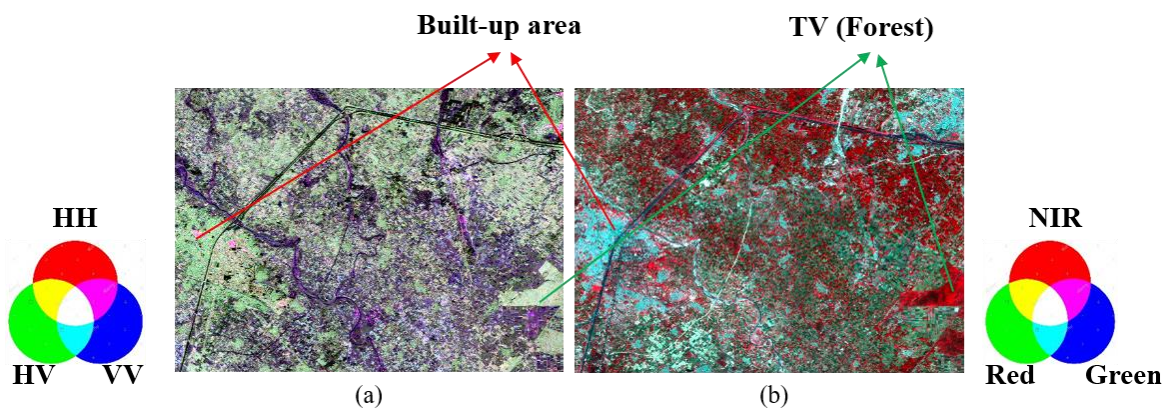 Built-up area
TV (Forest)
HH
HV
VV
NIR
Red
Green
(a)
(b)